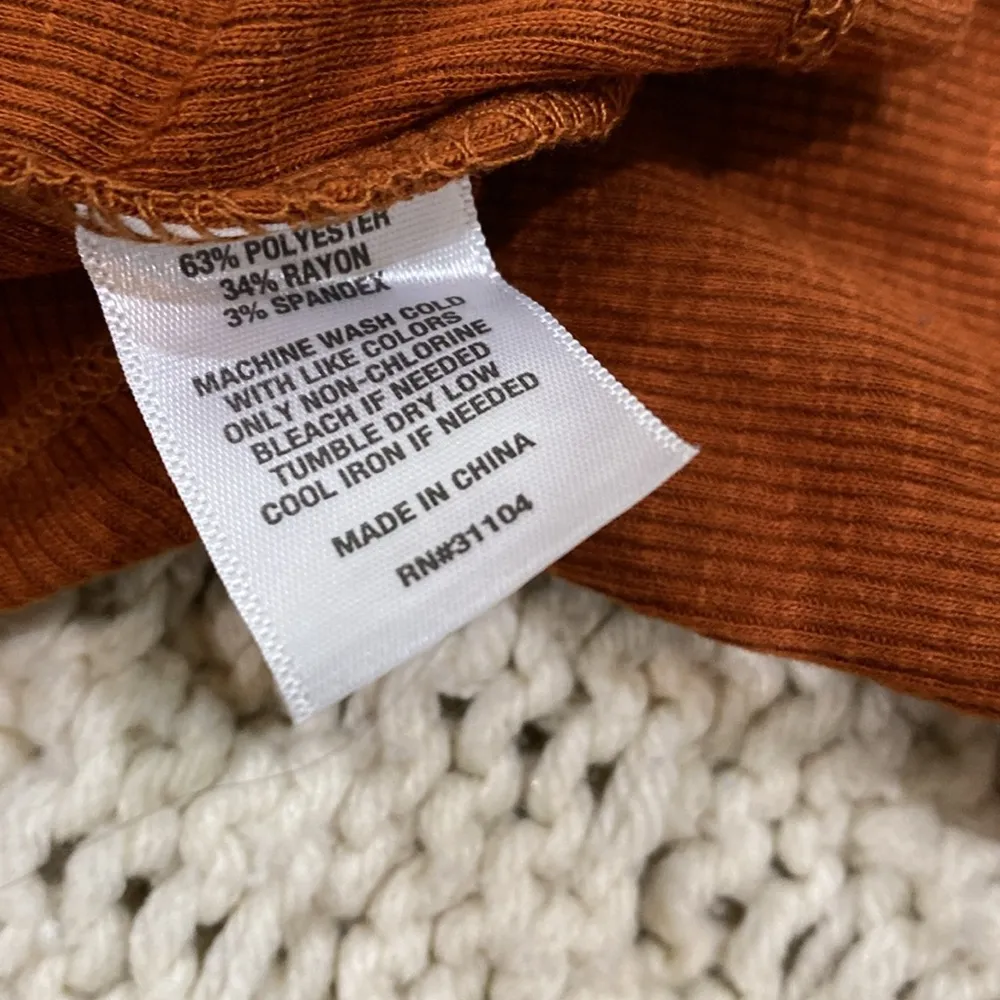 63% POLYESTER
34% RAYON
3% SPANDEX
MACHINE WASH COLD
WITH LIKE COLORS
ONLY NON-CHLORINE
BLEACH IF NEEDED
TUMBLE DRY LOW
COOL IRON IF NEEDED
MADE IN CHINA
RN#31104